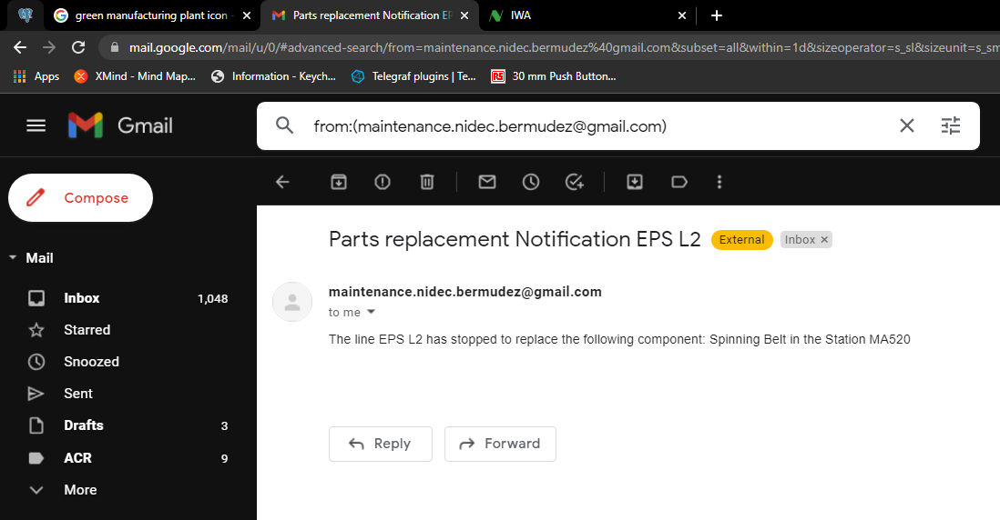 green manufacturing plant icon -
Parts replacement Notification EP
IWA
mail.google.com/mail/u/0/#advanced-search/from=maintenance.nidec.bermudez%40gmail.com&subset=all&within=1d&sizeoperator=s_sl&sizeunit=s_sm
Apps
XMind - Mind Map...
Information - Keych...
Telegraf plugins | Te...
RS
30 mm Push Button...
Gmail
from:(maintenance.nidec.bermudez@gmail.com)
Compose
Parts replacement Notification EPS L2 External Inbox ×
Mail
maintenance.nidec.bermudez@gmail.com
Inbox 1,048
to me
Starred
The line EPS L2 has stopped to replace the following component: Spinning Belt in the Station MA520
Snoozed
Sent
Drafts 3
Reply
Forward
ACR 9
More